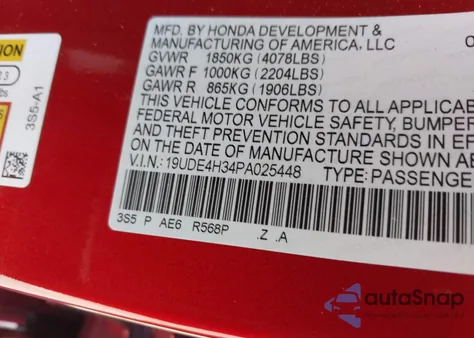 MFD. BY HONDA DEVELOPMENT &
MANUFACTURING OF AMERICA, LLC
GVWR 1850KG (4078LBS)
GAWR F 1000KG (2204LBS)
GAWR R 865KG (1906LBS)
THIS VEHICLE CONFORMS TO ALL APPLICA
FEDERAL MOTOR VEHICLE SAFETY, BUMPER
AND THEFT PREVENTION STANDARDS IN EF
ON THE DATE OF MANUFACTURE SHOWN A
V.I.N: 19UDE4H34PA025448 TYPE: PASSENGE
3S5 P AE6 R568P .Z .A
3S5-A1
autoSnap